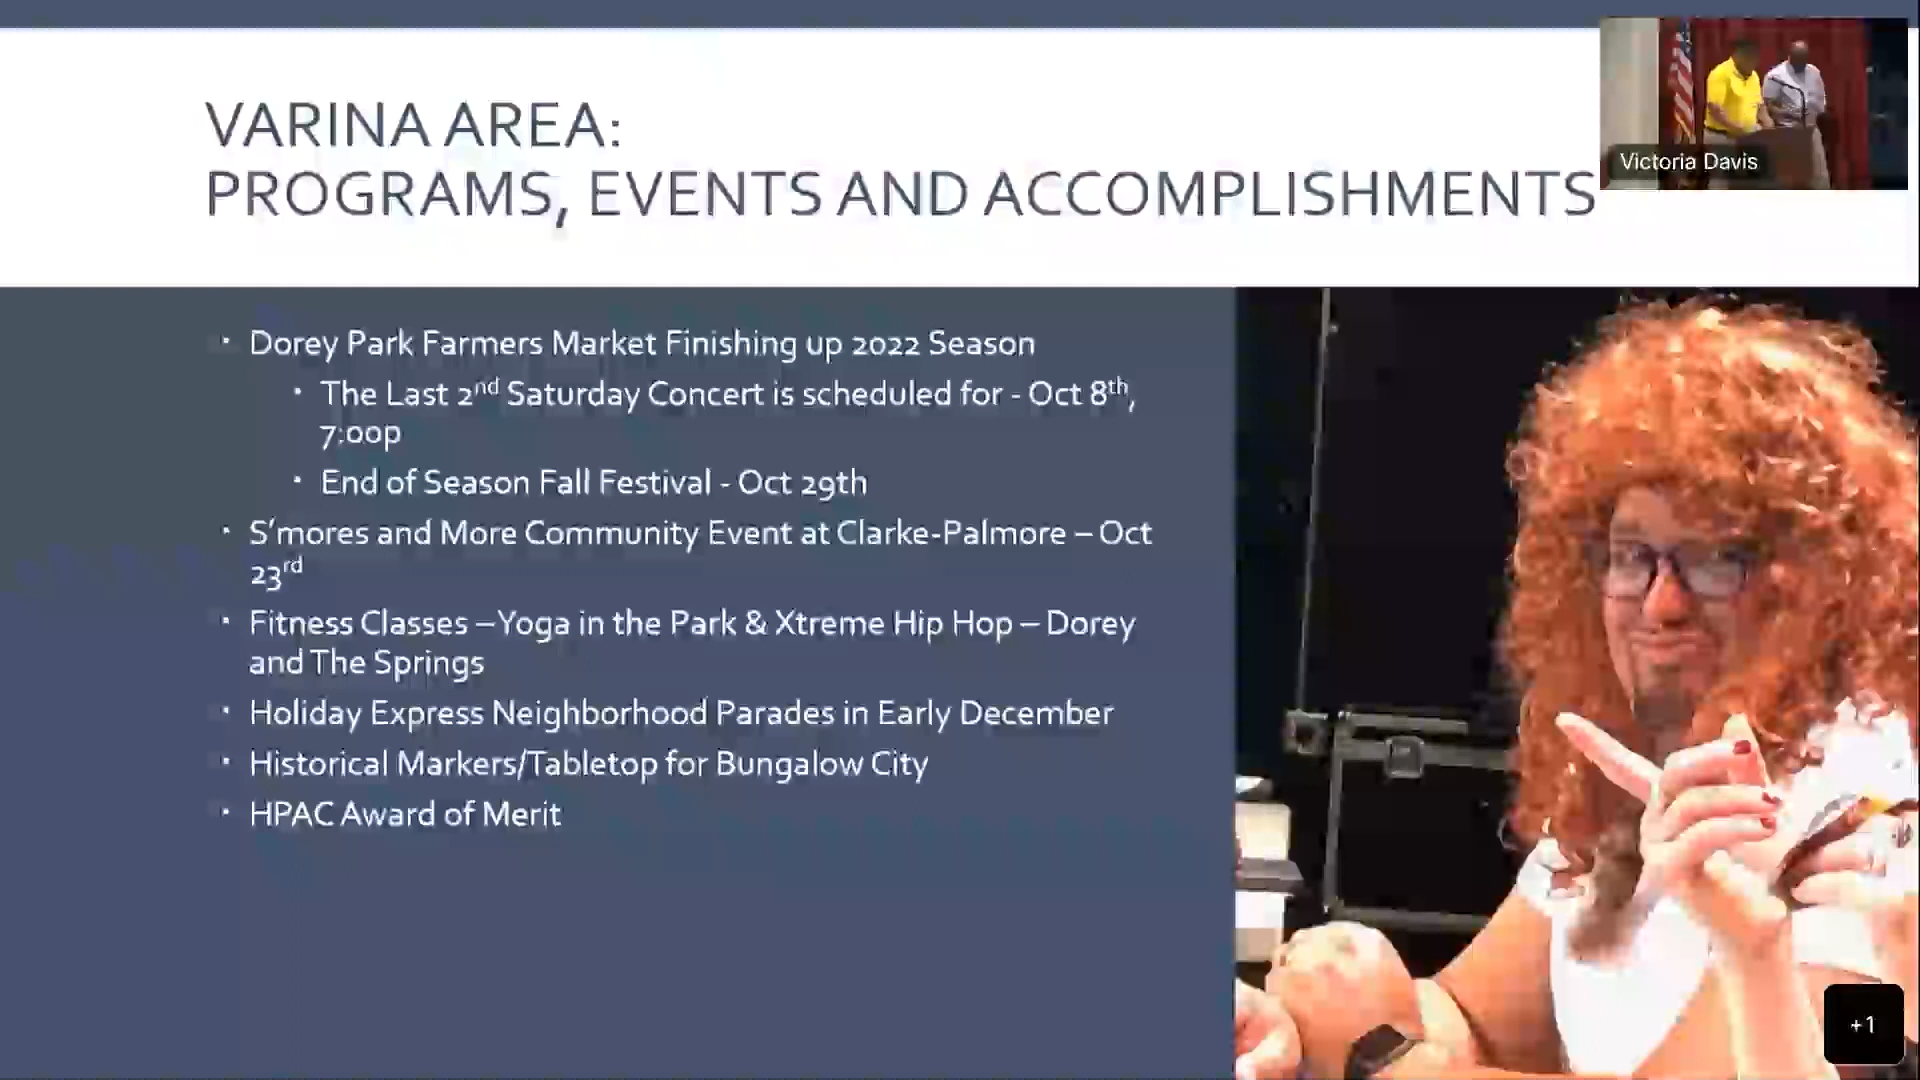 VARINA AREA:
PROGRAMS, EVENTS AND ACCOMPLISHMENTS
Victoria Davis
· Dorey Park Farmers Market Finishing up 2022 Season
· The Last 2nd Saturday Concert is scheduled for - Oct 8th,
7:00p
· End of Season Fall Festival - Oct 29th
· S'mores and More Community Event at Clarke-Palmore – Oct
23rd
· Fitness Classes – Yoga in the Park & Xtreme Hip Hop – Dorey
and The Springs
· Holiday Express Neighborhood Parades in Early December
· Historical Markers/Tabletop for Bungalow City
· HPAC Award of Merit
+1